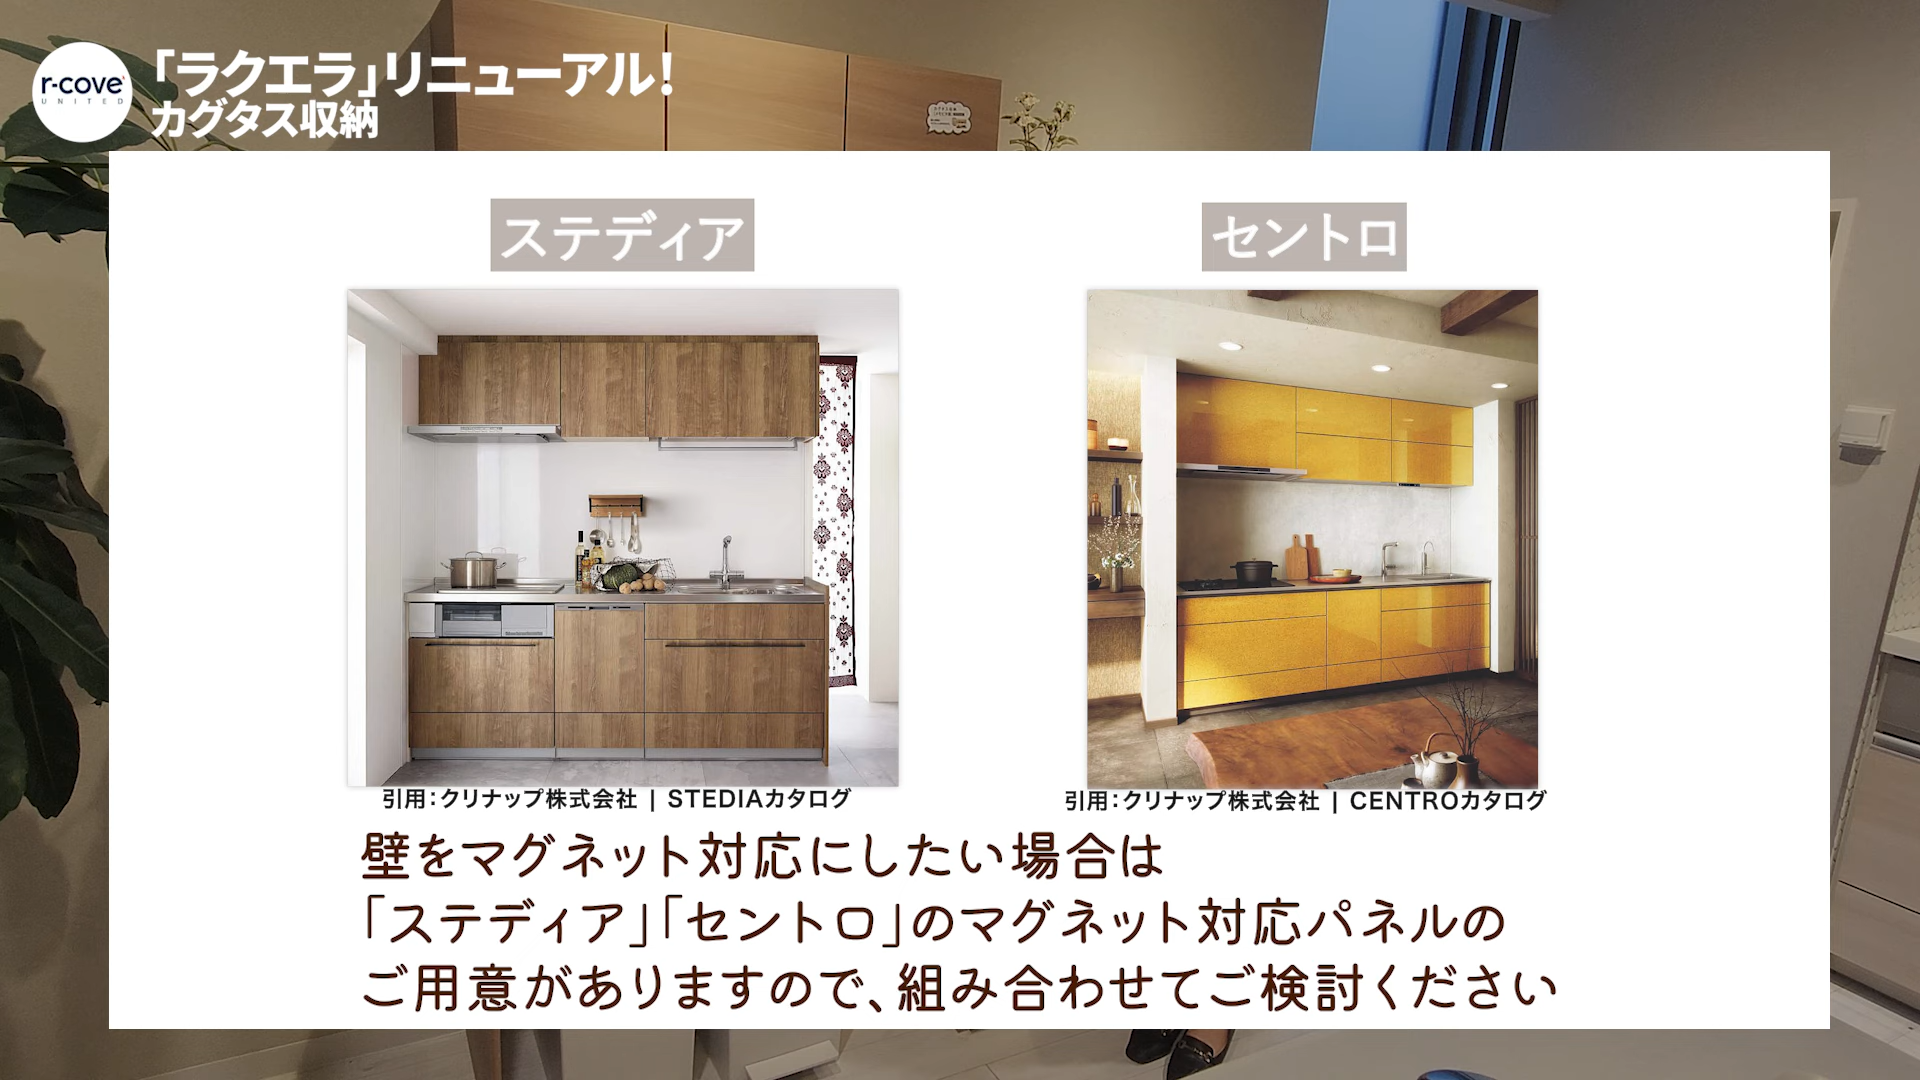 r-cove
UNITED
「ラクエラ」リニューアル!
カグタス収納
ステディア
セントロ
引用:クリナップ株式会社 | STEDIAカタログ
引用:クリナップ株式会社 | CENTROカタログ
壁をマグネット対応にしたい場合は
「ステディア」「セントロ」のマグネット対応パネルの
ご用意がありますので、組み合わせてご検討ください